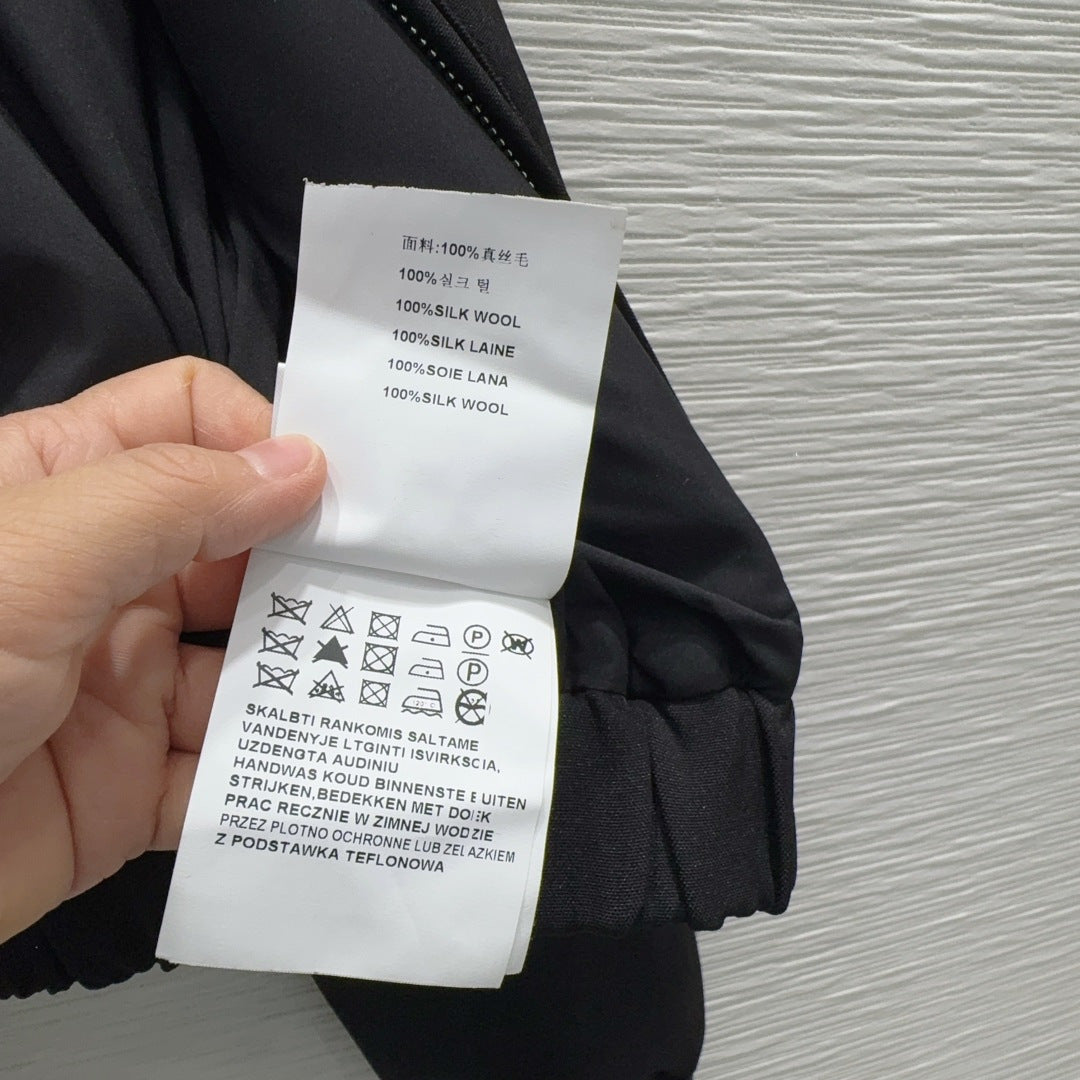 面料:100%真丝毛
100%실크 털
100%SILK WOOL
100%SILK LAINE
100%SOIE LANA
100%SILK WOOL
P W
P
120°C
SKALBTI RANKOMIS SALTAME
VANDENYJE LTGINTI ISVIRKSCIA,
UZDENGTA AUDINIU
HANDWAS KOUD BINNENSTE BUITEN
STRIJKEN,BEDEKKEN MET DOEK
PRAC RECZNIE W ZIMNEJ WODZIE
PRZEZ PLOTNO OCHRONNE LUB ZELAZKIEM
Z PODSTAWKA TEFLONOWA